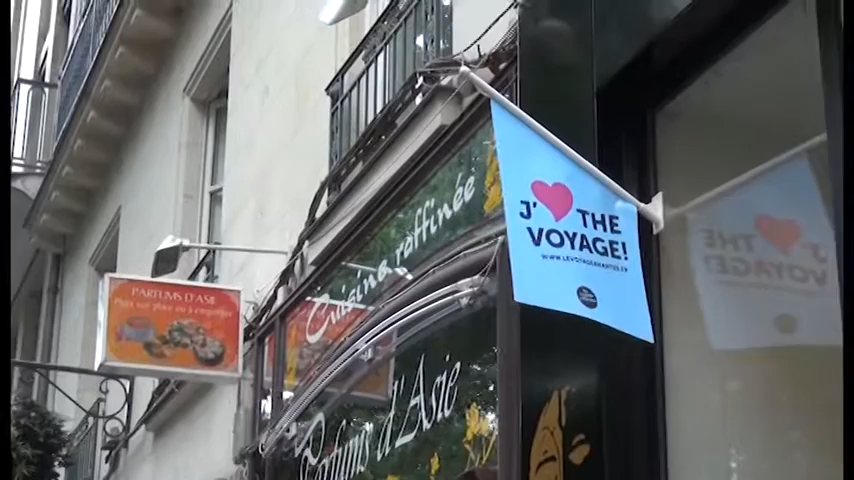 PARFUMS D'ASIE
Plats sur place ou à emporter
Cuisine raffinée
Parfums d'Asie
J'♥ THE
VOYAGE!
WWW.LEVOYAGEANANTES.FR